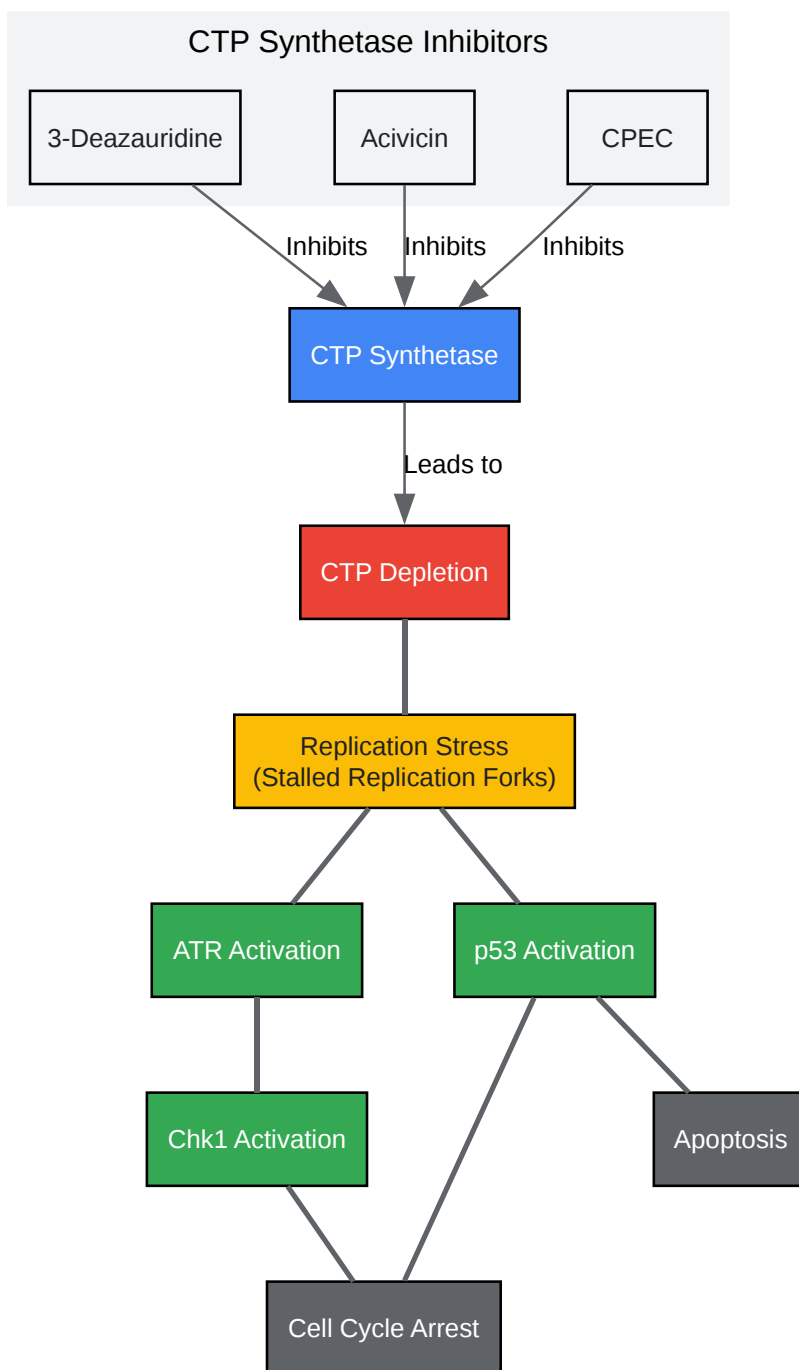 CTP Synthetase Inhibitors
3-Deazauridine
Acivicin
CPEC
Inhibits
Inhibits
Inhibits
CTP Synthetase
Leads to
CTP Depletion
Replication Stress
(Stalled Replication Forks)
ATR Activation
p53 Activation
Chk1 Activation
Apoptosis
Cell Cycle Arrest